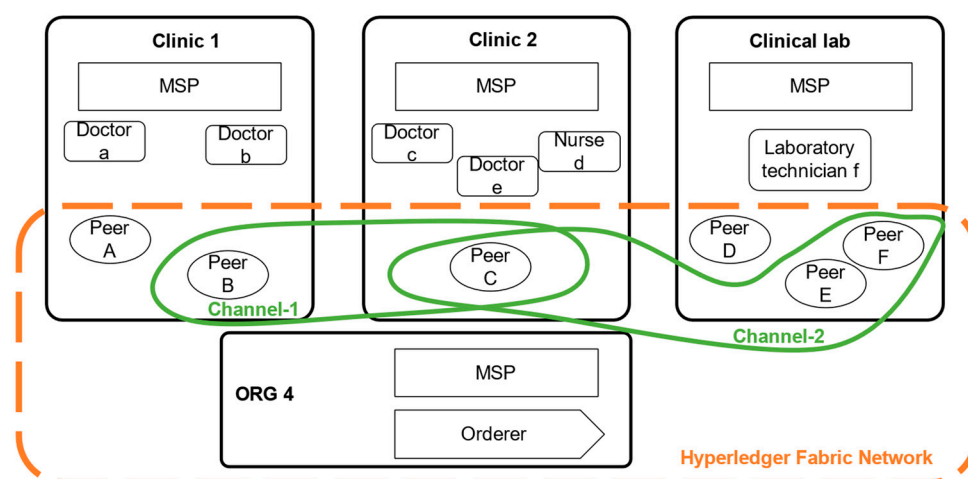 Clinic 1
MSP
Doctor
a
Doctor
b
Peer
A
Peer
B
Channel-1
Clinic 2
MSP
Doctor
c
Doctor
e
Nurse
d
Peer
C
Clinical lab
MSP
Laboratory
technician f
Peer
D
Peer
E
Peer
F
Channel-2
ORG 4
MSP
Orderer
Hyperledger Fabric Network